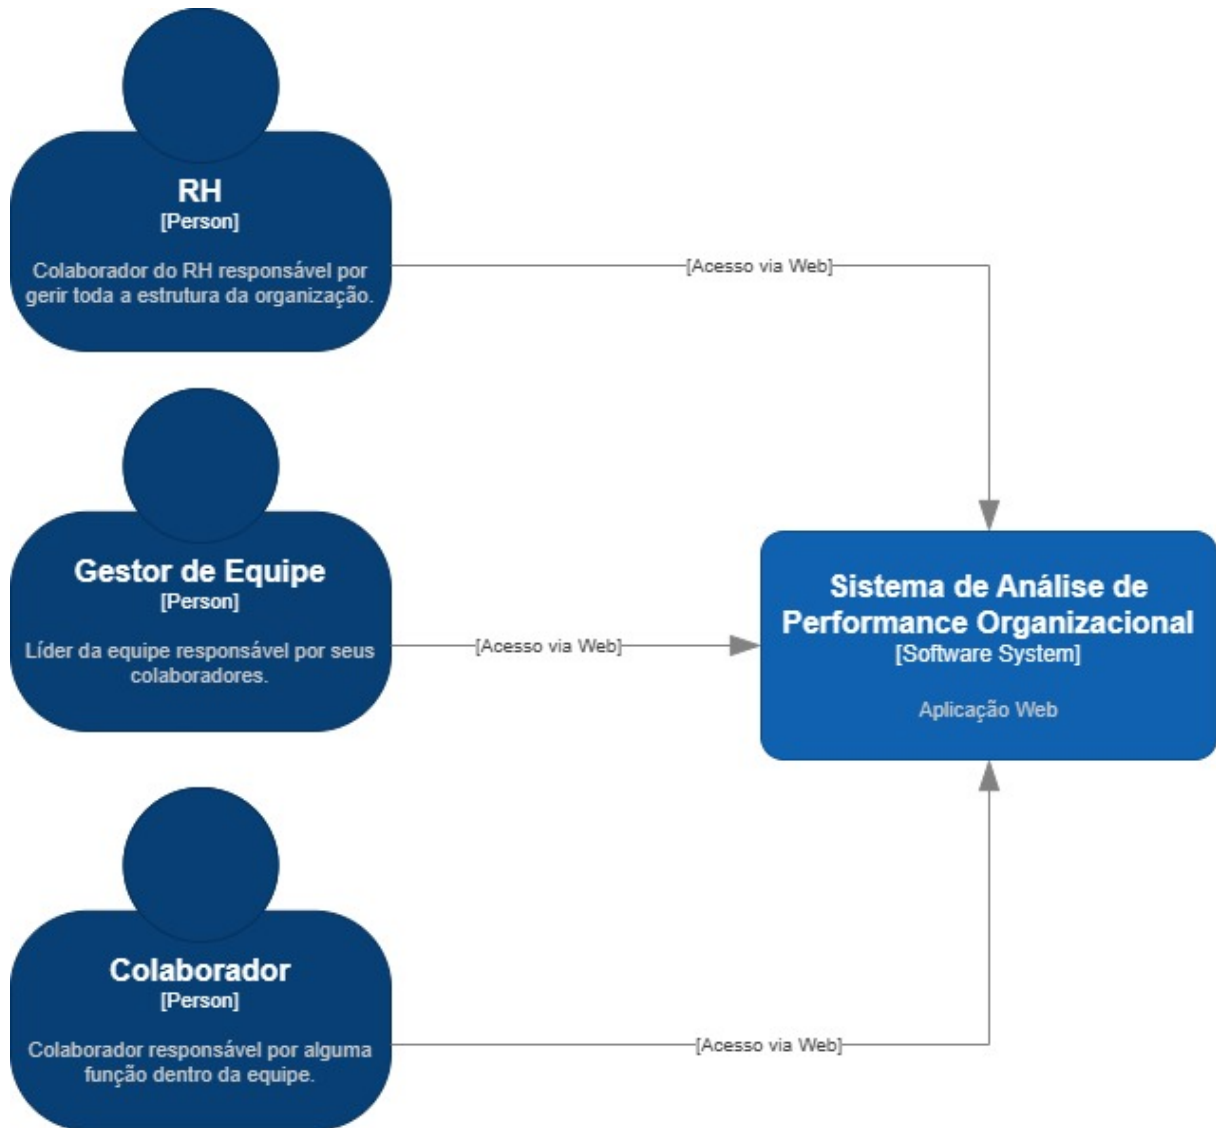 RH
[Person]
Colaborador do RH responsável por
gerir toda a estrutura da organização.
[Acesso via Web]
Gestor de Equipe
[Person]
Líder da equipe responsável por seus
colaboradores.
[Acesso via Web]
Sistema de Análise de
Performance Organizacional
[Software System]
Aplicação Web
Colaborador
[Person]
Colaborador responsável por alguma
função dentro da equipe.
[Acesso via Web]